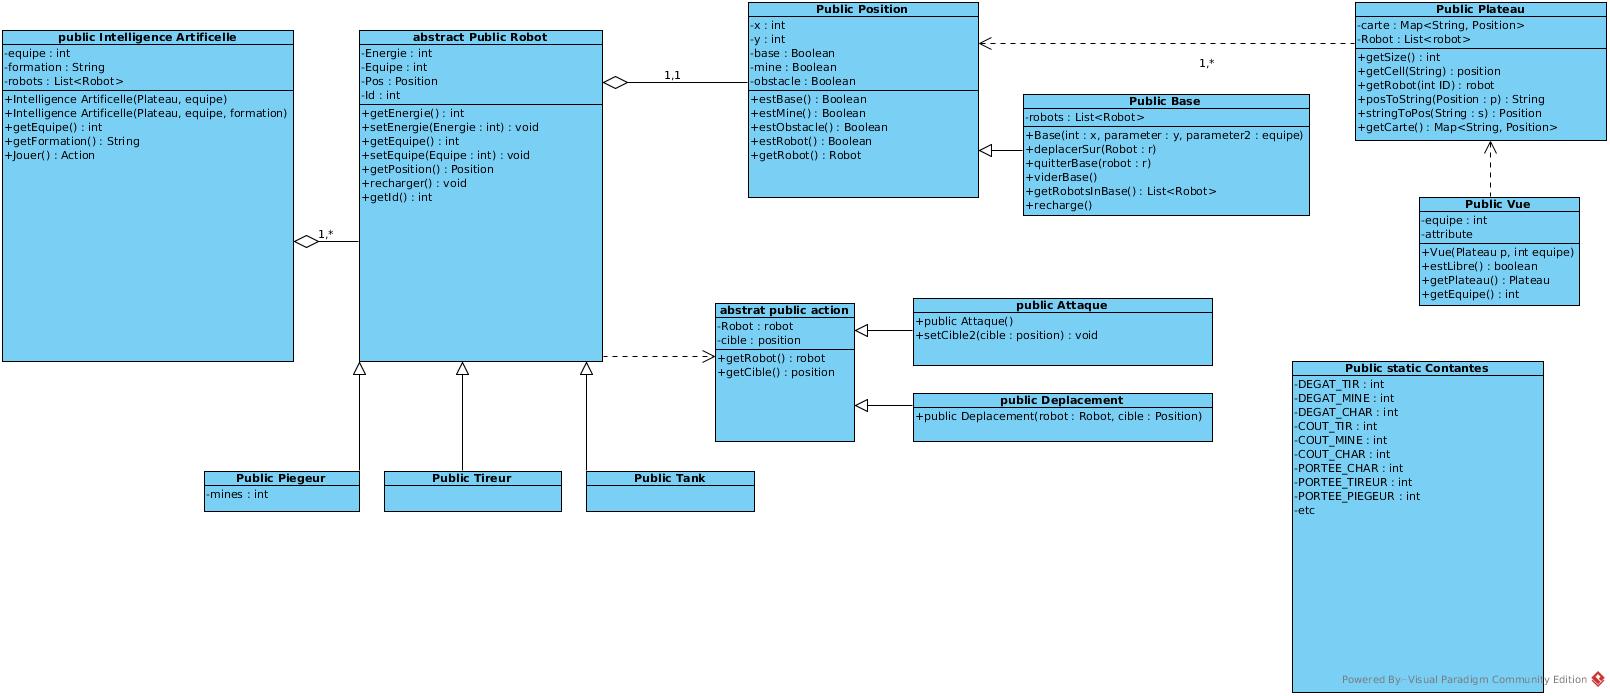 public Intelligence Artificelle
-equipe : int
-formation : String
-robots : List<Robot>
+Intelligence Artificelle(Plateau, equipe)
+Intelligence Artificelle(Plateau, equipe, formation)
+getEquipe() : int
+getFormation() : String
+Jouer() : Action
1,*
abstract Public Robot
-Energie : int
-Equipe : int
-Pos : Position
-Id : int
+getEnergie() : int
+setEnergie(Energie : int) : void
+getEquipe() : int
+setEquipe(Equipe : int) : void
+getPosition() : Position
+recharger() : void
+getId() : int
1,1
Public Position
-x : int
-y : int
-base : Boolean
-mine : Boolean
-obstacle : Boolean
+estBase() : Boolean
+estMine() : Boolean
+estObstacle() : Boolean
+estRobot() : Boolean
+getRobot() : Robot
1,*
Public Base
-robots : List<Robot>
+Base(int : x, parameter : y, parameter2 : equipe)
+deplacerSur(Robot : r)
+quitterBase(robot : r)
+viderBase()
+getRobotsInBase() : List<Robot>
+recharge()
Public Plateau
-carte : Map<String, Position>
-Robot : List<robot>
+getSize() : int
+getCell(String) : position
+getRobot(int ID) : robot
+posToString(Position : p) : String
+stringToPos(String : s) : Position
+getCarte() : Map<String, Position>
Public Vue
-equipe : int
-attribute
+Vue(Plateau p, int equipe)
+estLibre() : boolean
+getPlateau() : Plateau
+getEquipe() : int
abstrat public action
-Robot : robot
-cible : position
+getRobot() : robot
+getCible() : position
public Attaque
+public Attaque()
+setCible2(cible : position) : void
public Deplacement
+public Deplacement(robot : Robot, cible : Position)
Public Piegeur
-mines : int
Public Tireur
Public Tank
Public static Contantes
-DEGAT_TIR : int
-DEGAT_MINE : int
-DEGAT_CHAR : int
-COUT_TIR : int
-COUT_MINE : int
-COUT_CHAR : int
-PORTEE_CHAR : int
-PORTEE_TIREUR : int
-PORTEE_PIEGEUR : int
-etc
Powered By Visual Paradigm Community Edition